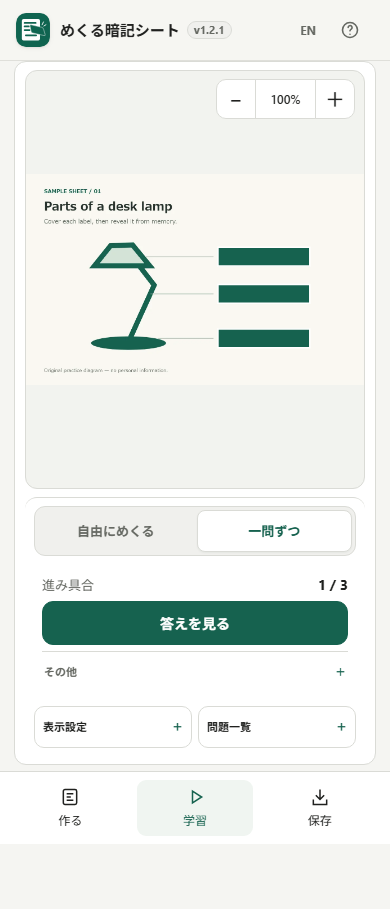 めくる暗記シート v1.2.1 EN
− 100% +
SAMPLE SHEET / 01
Parts of a desk lamp
Cover each label, then reveal it from memory.
Original practice diagram — no personal information.
自由にめくる 一問ずつ
進み具合 1 / 3
答えを見る
その他 +
表示設定 + 問題一覧 +
作る 学習 保存